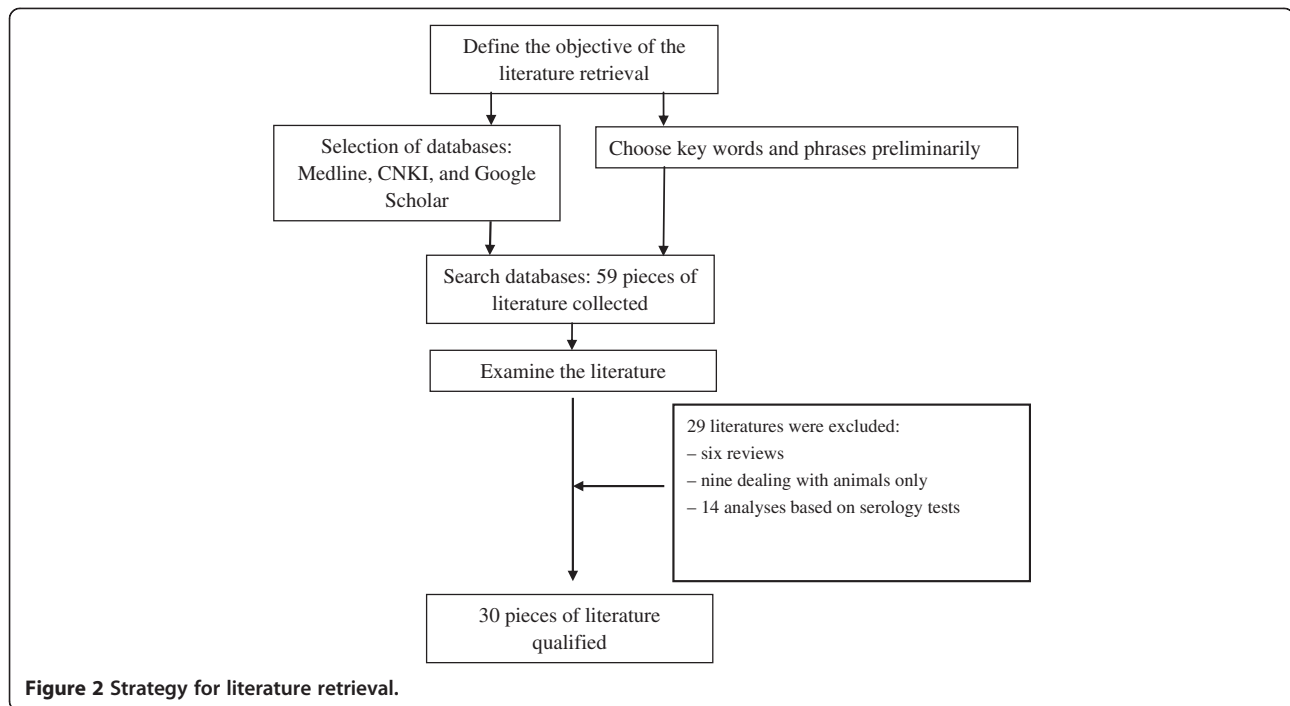 Define the objective of the
literature retrieval
Selection of databases:
Medline, CNKI, and Google
Scholar
Choose key words and phrases preliminarily
Search databases: 59 pieces of
literature collected
Examine the literature
29 literatures were excluded:
– six reviews
– nine dealing with animals only
– 14 analyses based on serology tests
30 pieces of literature
qualified
Figure 2 Strategy for literature retrieval.